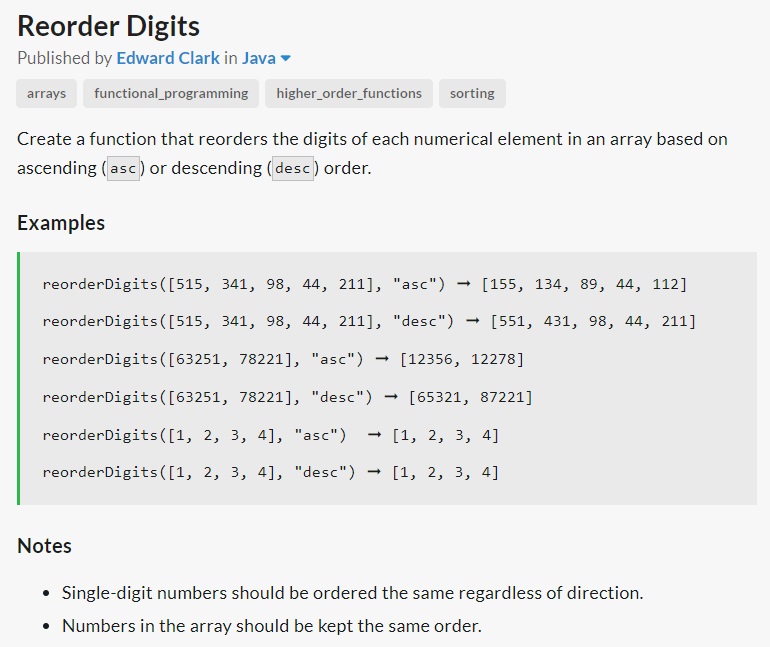 Reorder Digits
Published by Edward Clark in Java
arrays functional_programming higher_order_functions sorting
Create a function that reorders the digits of each numerical element in an array based on
ascending (asc) or descending (desc) order.
Examples
reorderDigits([515, 341, 98, 44, 211], "asc") ➞ [155, 134, 89, 44, 112]
reorderDigits([515, 341, 98, 44, 211], "desc") ➞ [551, 431, 98, 44, 211]
reorderDigits([63251, 78221], "asc") ➞ [12356, 12278]
reorderDigits([63251, 78221], "desc") ➞ [65321, 87221]
reorderDigits([1, 2, 3, 4], "asc")  ➞ [1, 2, 3, 4]
reorderDigits([1, 2, 3, 4], "desc") ➞ [1, 2, 3, 4]
Notes
• Single-digit numbers should be ordered the same regardless of direction.
• Numbers in the array should be kept the same order.